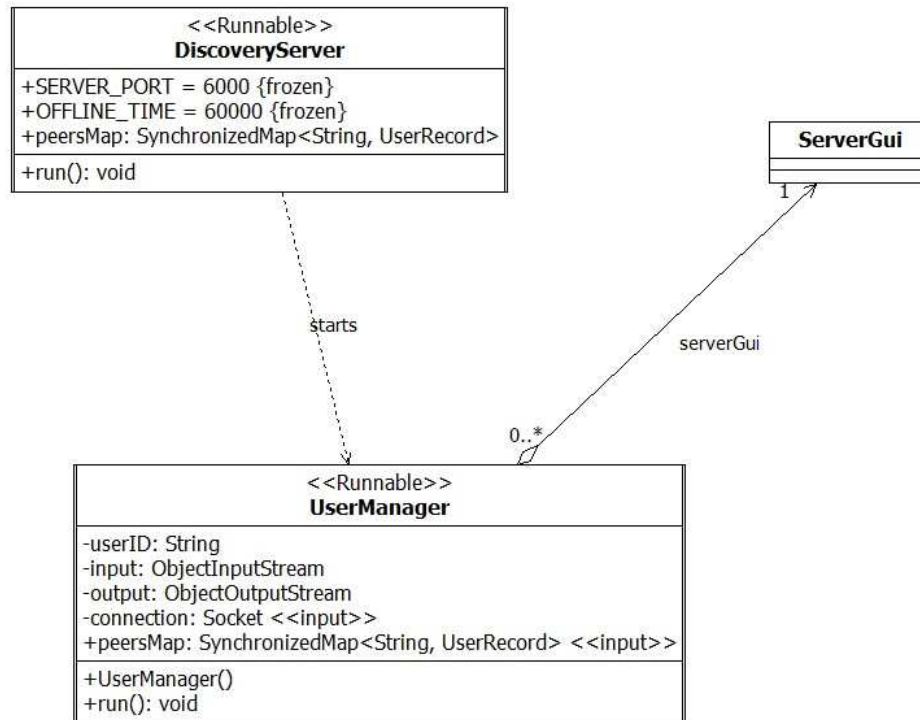 <<Runnable>>
DiscoveryServer
+SERVER_PORT = 6000 {frozen}
+OFFLINE_TIME = 60000 {frozen}
+peersMap: SynchronizedMap<String, UserRecord>
+run(): void
ServerGui
1
starts
serverGui
0..*
<<Runnable>>
UserManager
-userID: String
-input: ObjectInputStream
-output: ObjectOutputStream
-connection: Socket <<input>>
+peersMap: SynchronizedMap<String, UserRecord> <<input>>
+UserManager()
+run(): void